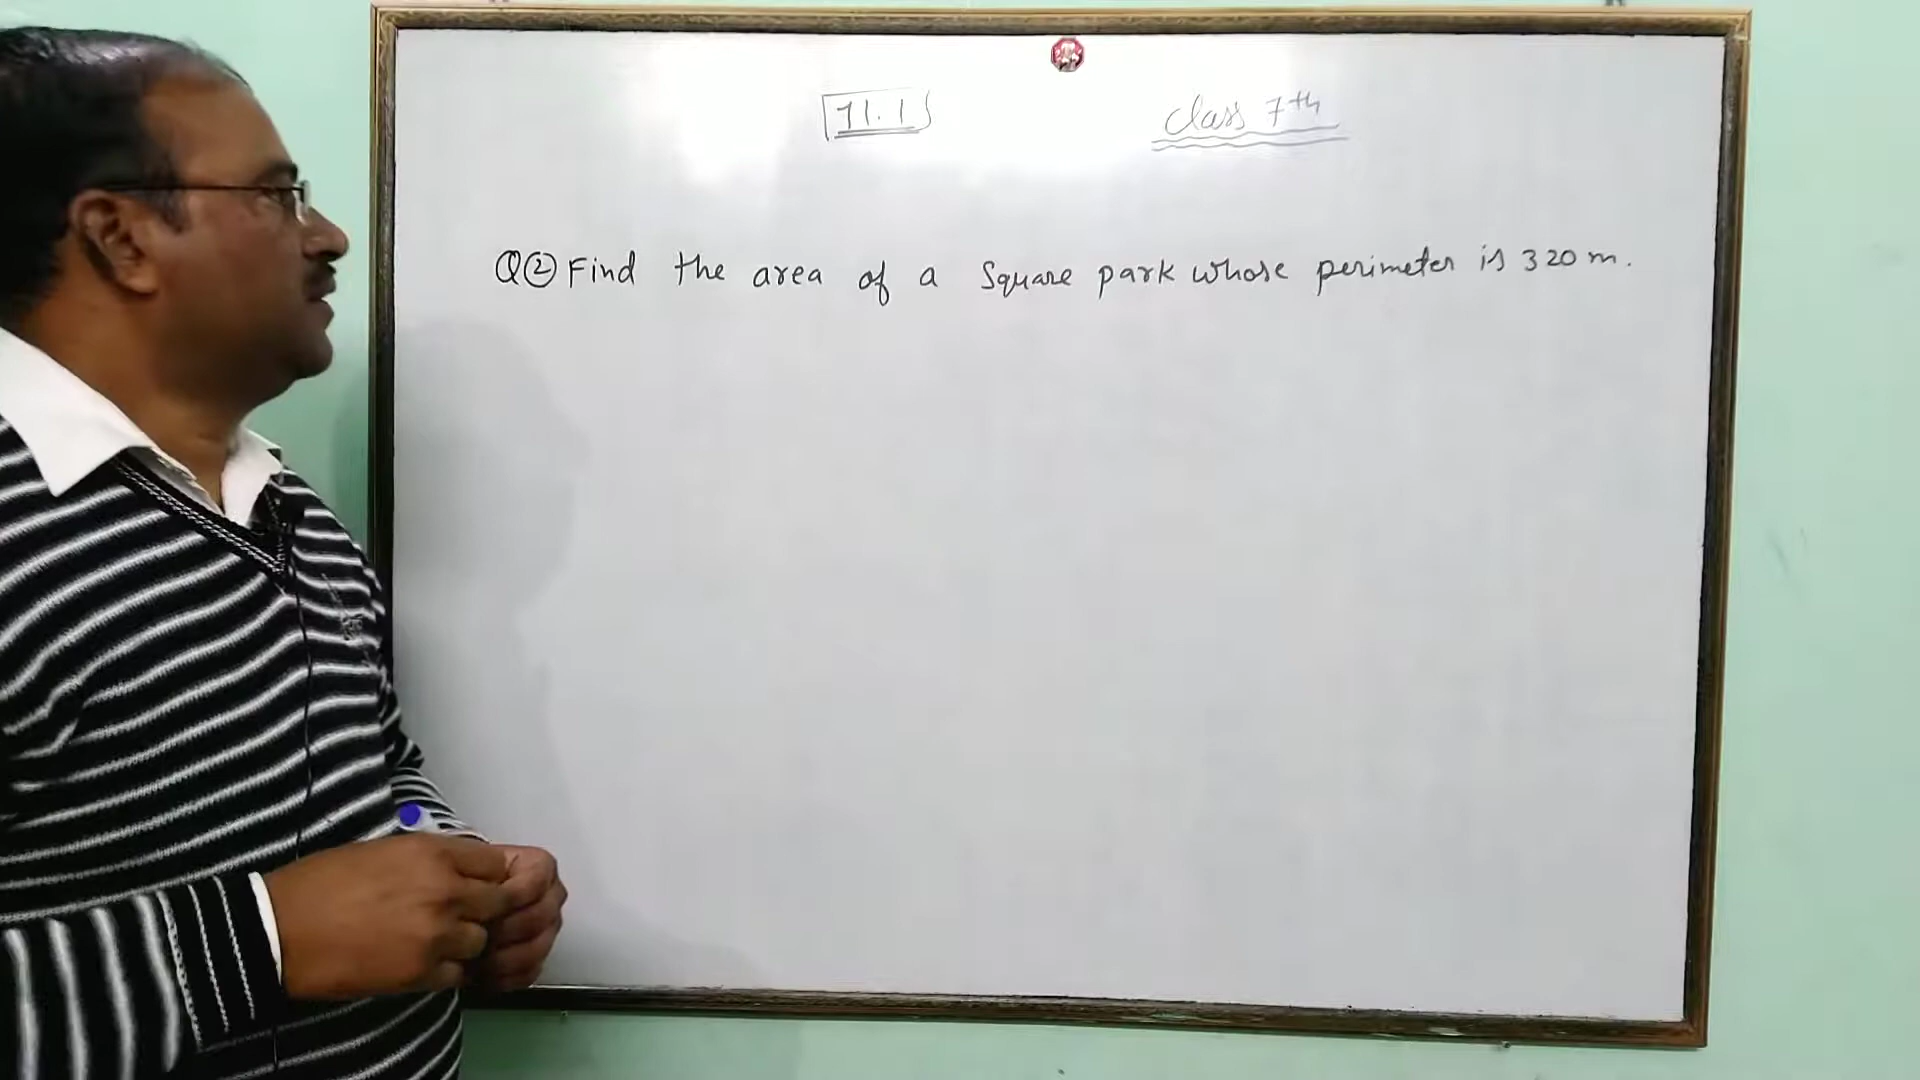 11.1
class 7th
Q② Find the area of a square park whose perimeter is 320 m.